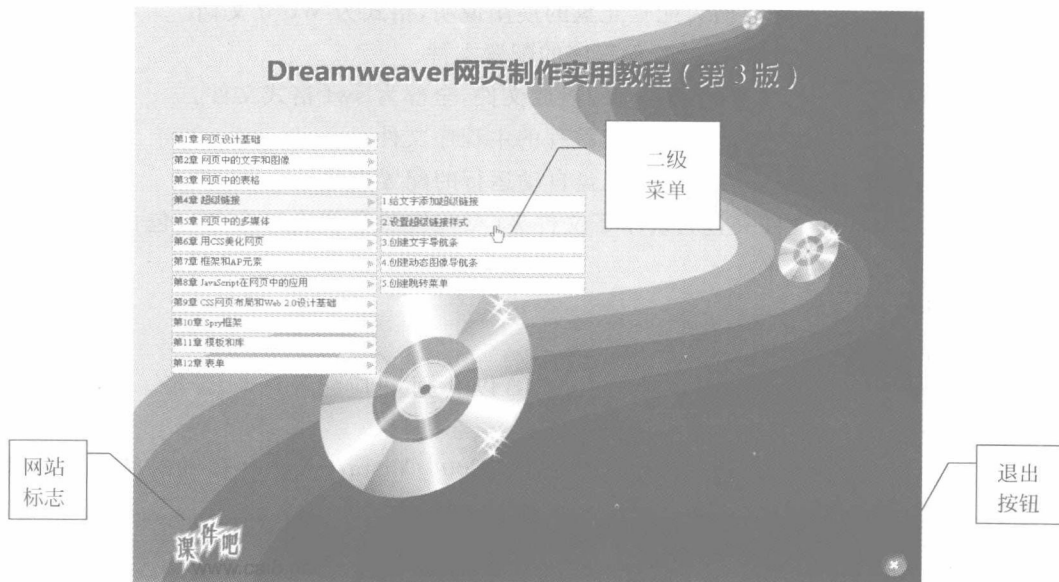 Dreamweaver网页制作实用教程（第3版）
第1章 网页设计基础
第2章 网页中的文字和图像
第3章 网页中的表格
第4章 超级链接
第5章 网页中的多媒体
第6章 用CSS美化网页
第7章 框架和AP元素
第8章 JavaScript在网页中的应用
第9章 CSS网页布局和Web 2.0设计基础
第10章 Spry框架
第11章 模板和库
第12章 表单
1.给文字添加超级链接
2.设置超级链接样式
3.创建文字导航条
4.创建动态图像导航条
5.创建跳转菜单
二级
菜单
网站
标志
退出
按钮
课件吧